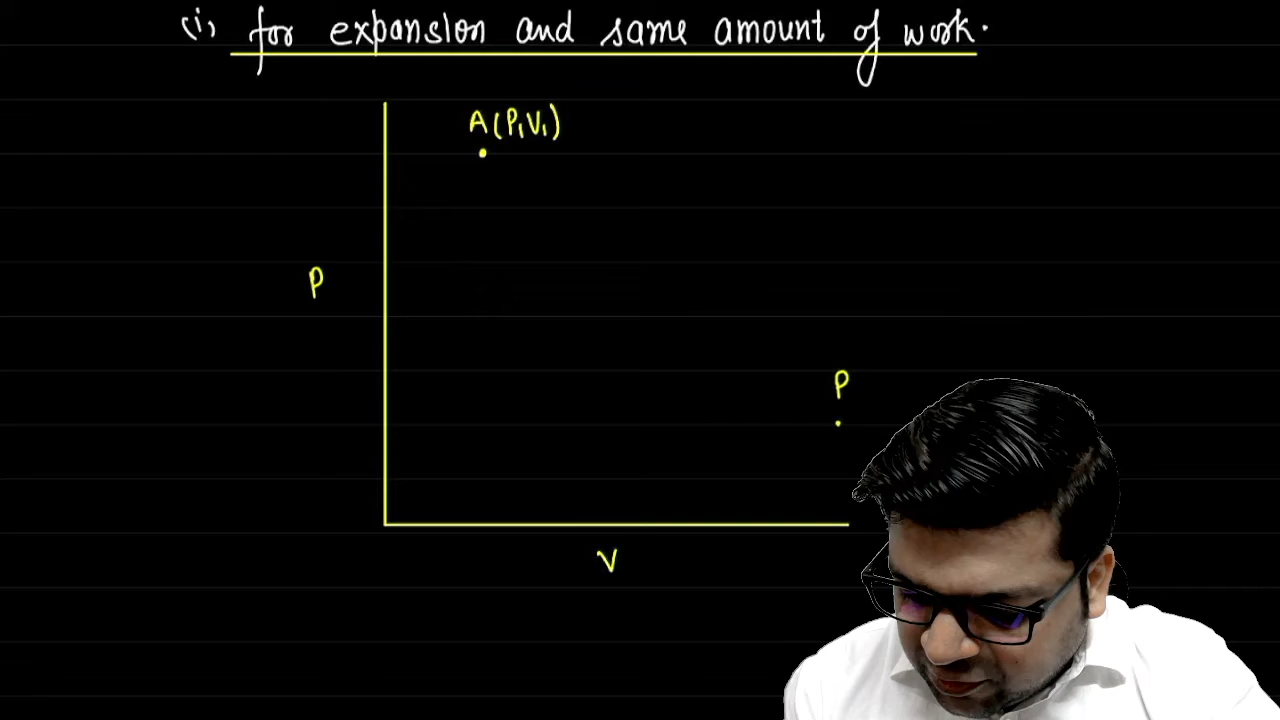 (i) for expansion and same amount of work.
A(P₁V₁)
P
P
V